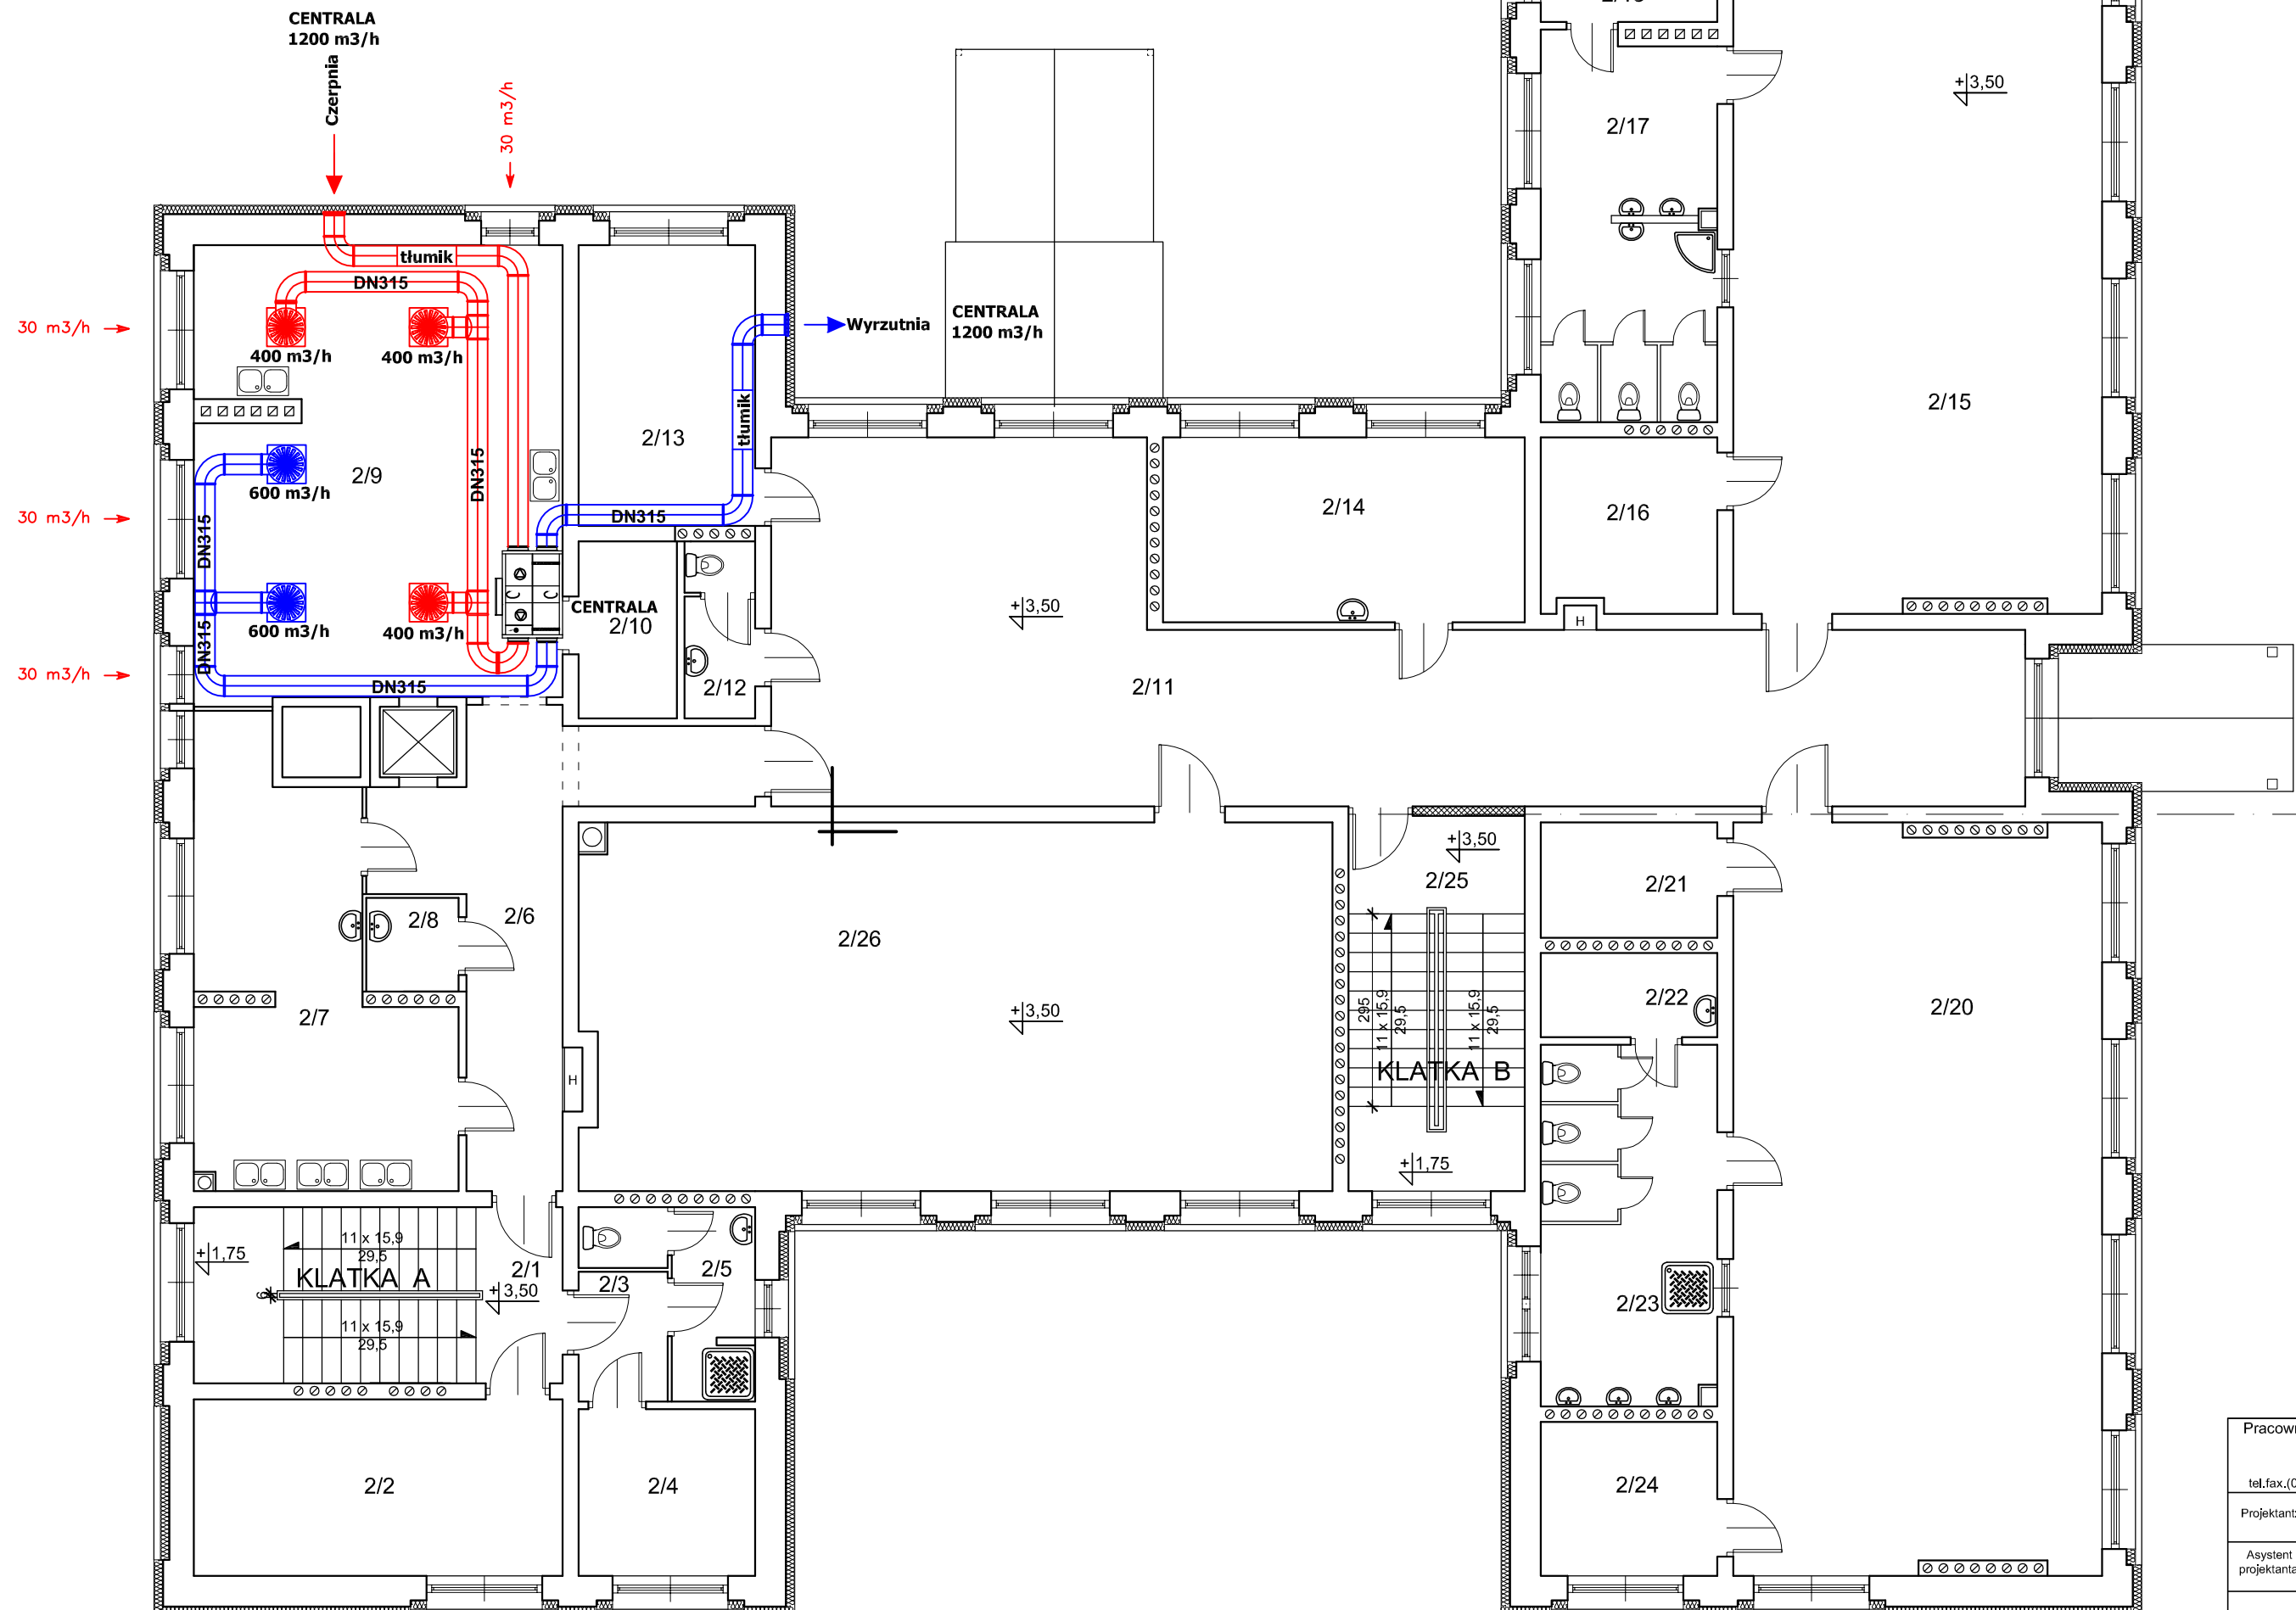 CENTRALA
1200 m3/h
Czerpnia
30 m3/h
+3,50
2/17
tłumik
DN315
30 m3/h
400 m3/h
400 m3/h
CENTRALA
1200 m3/h
Wyrzutnia
tłumik
2/13
2/15
DN315
2/9
600 m3/h
30 m3/h
DN315
DN315
2/14
2/16
C
C
CENTRALA
2/10
+3,50
600 m3/h
400 m3/h
H
30 m3/h
DN315
DN315
2/12
2/11
+3,50
2/25
2/21
2/8
2/6
2/26
2/7
+3,50
295
11 x 15,9
29,5
11 x 15,9
29,5
2/22
2/20
H
KLATKA B
+1,75
11 x 15,9
29,5
+1,75
KLATKA A
2/1
+3,50
2/3
2/5
2/23
11 x 15,9
29,5
2/2
2/4
2/24
tel.fax.(0
Asystent